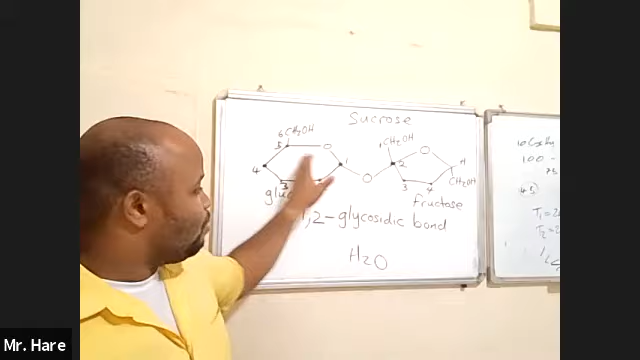 Sucrose
6 CH2OH
1 CH2OH
5
O
4
1
O
2
O
H
3
3
4
CH2OH
fructose
1,2-glycosidic bond
H2O
100 -
Mr. Hare